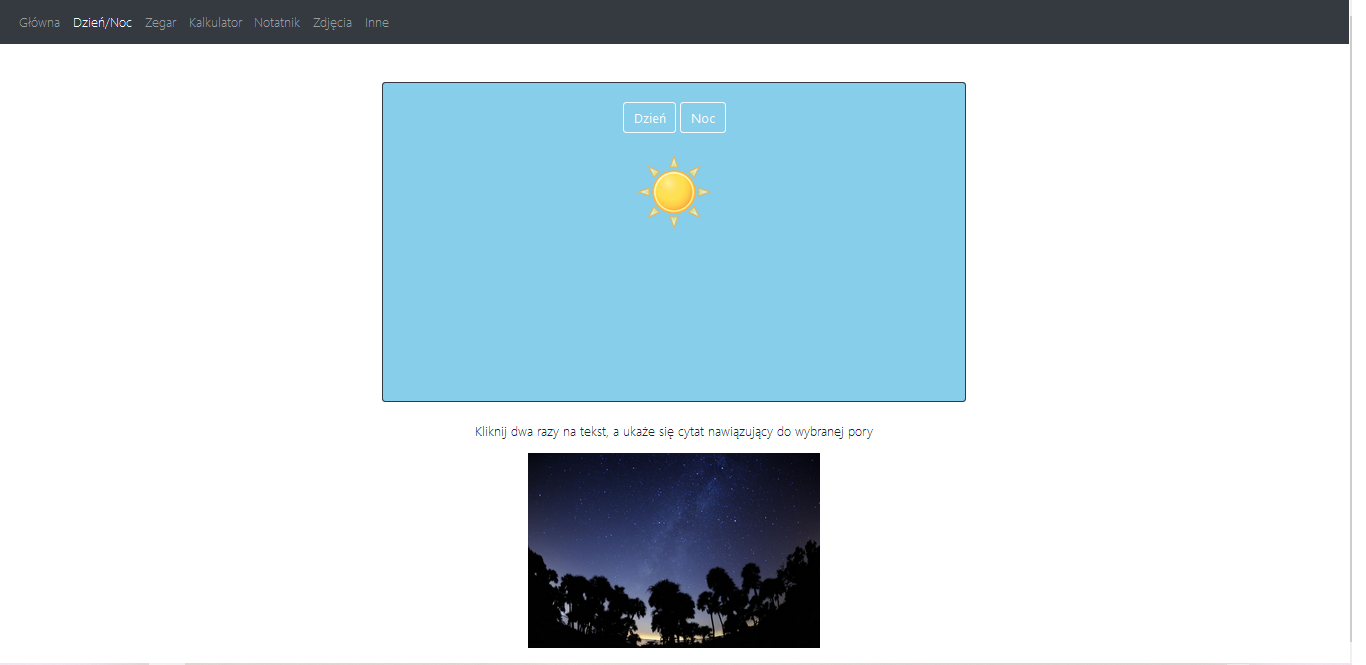 Główna Dzień/Noc Zegar Kalkulator Notatnik Zdjęcia Inne
Dzień Noc
Kliknij dwa razy na tekst, a ukaże się cytat nawiązujący do wybranej pory